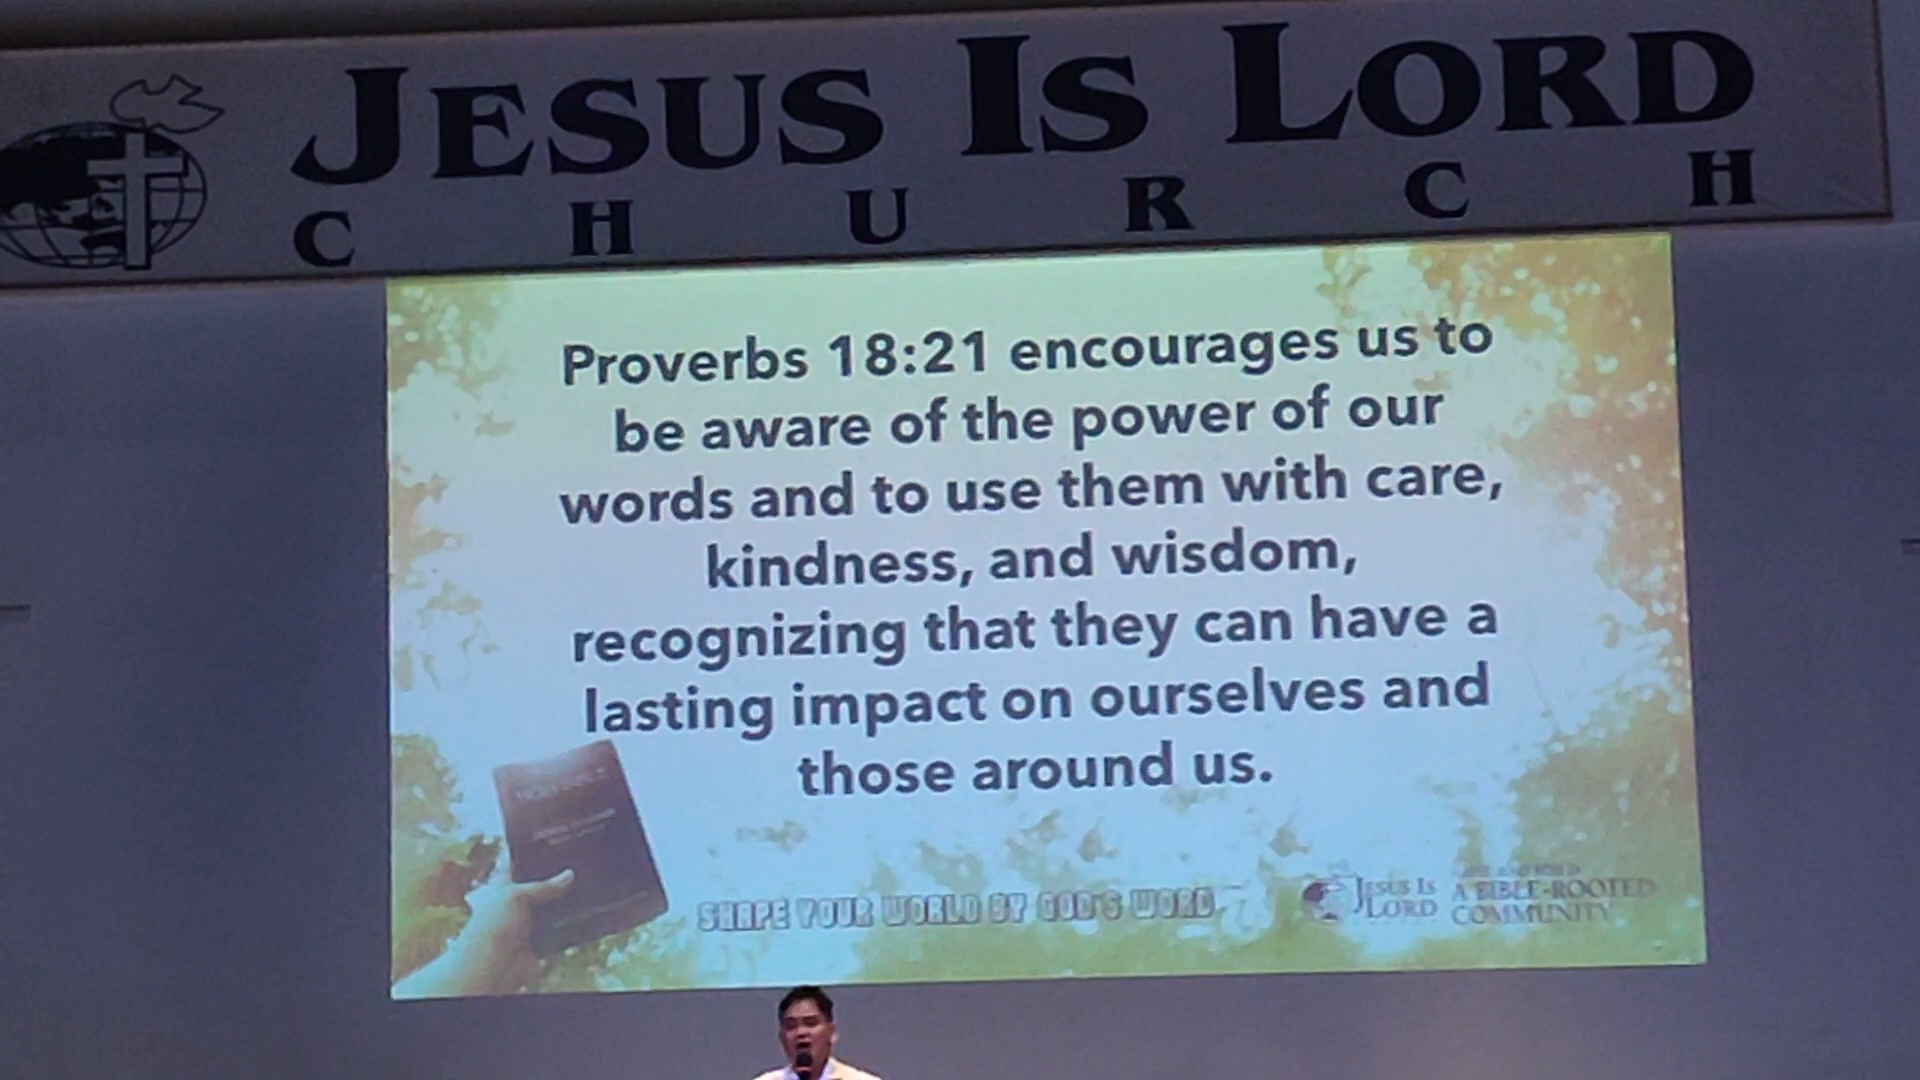 JESUS IS LORD
CHURCH
Proverbs 18:21 encourages us to
be aware of the power of our
words and to use them with care,
kindness, and wisdom,
recognizing that they can have a
lasting impact on ourselves and
those around us.
SHAPE YOUR WORLD BY GOD'S WORD
JESUS IS
LORD
A BIBLE-ROOTED
COMMUNITY